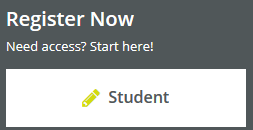 Register Now
Need access? Start here!
Student